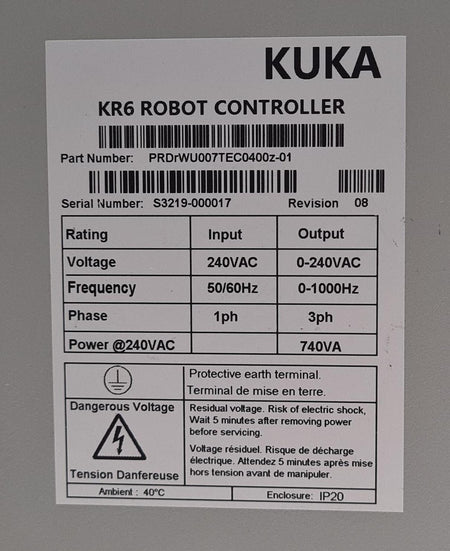 KUKA
KR6 ROBOT CONTROLLER
Part Number: PRDrWU007TEC0400z-01
Serial Number: S3219-000017 Revision 08
Rating Input Output
Voltage 240VAC 0-240VAC
Frequency 50/60Hz 0-1000Hz
Phase 1ph 3ph
Power @240VAC 740VA
Protective earth terminal.
Terminal de mise en terre.
Dangerous Voltage
Tension Danfereuse
Residual voltage. Risk of electric shock,
Wait 5 minutes after removing power
before servicing.
Voltage résiduel. Risque de décharge
électrique. Attendez 5 minutes après mise
hors tension avant de manipuler.
Ambient : 40°C Enclosure: IP20